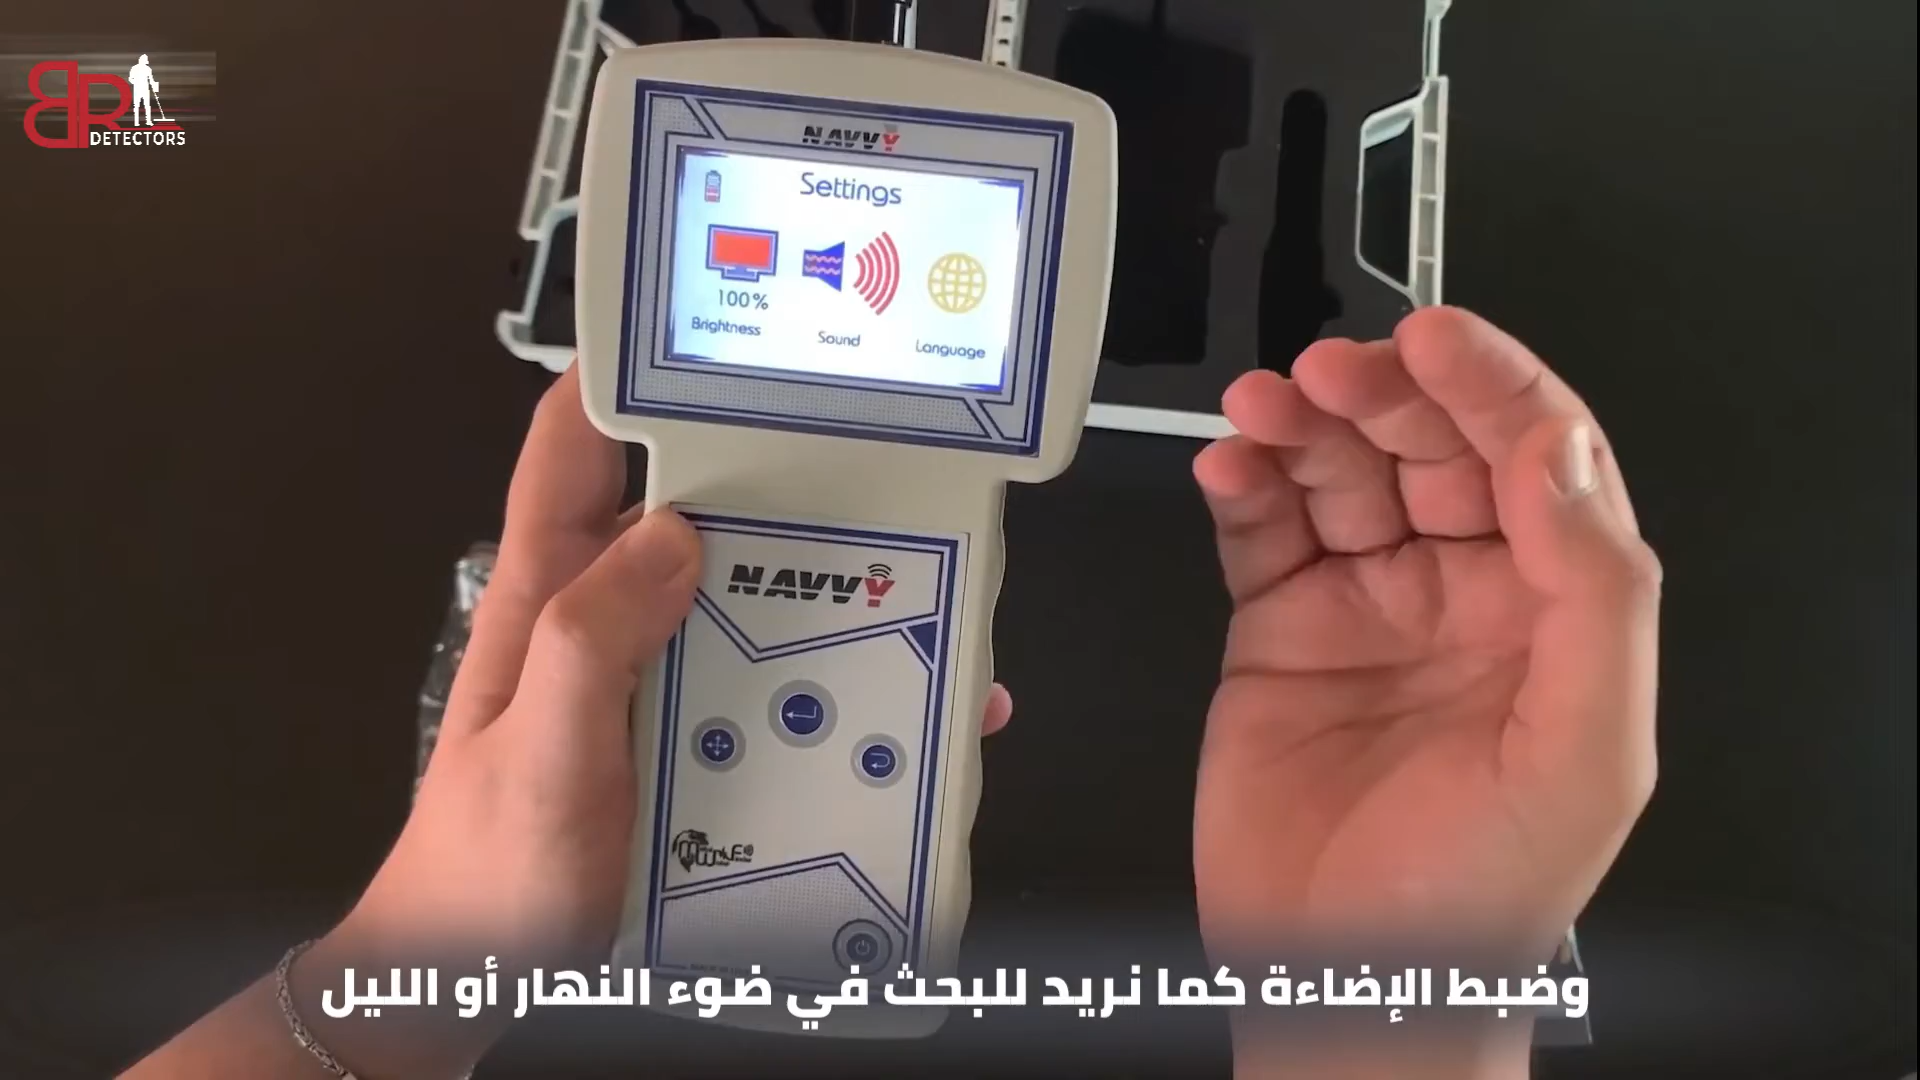 BR
DETECTORS
NAVVY
Settings
100%
Brightness
Sound
Language
NAVVY
وضبط الإضاءة كما نريد للبحث في ضوء النهار أو الليل